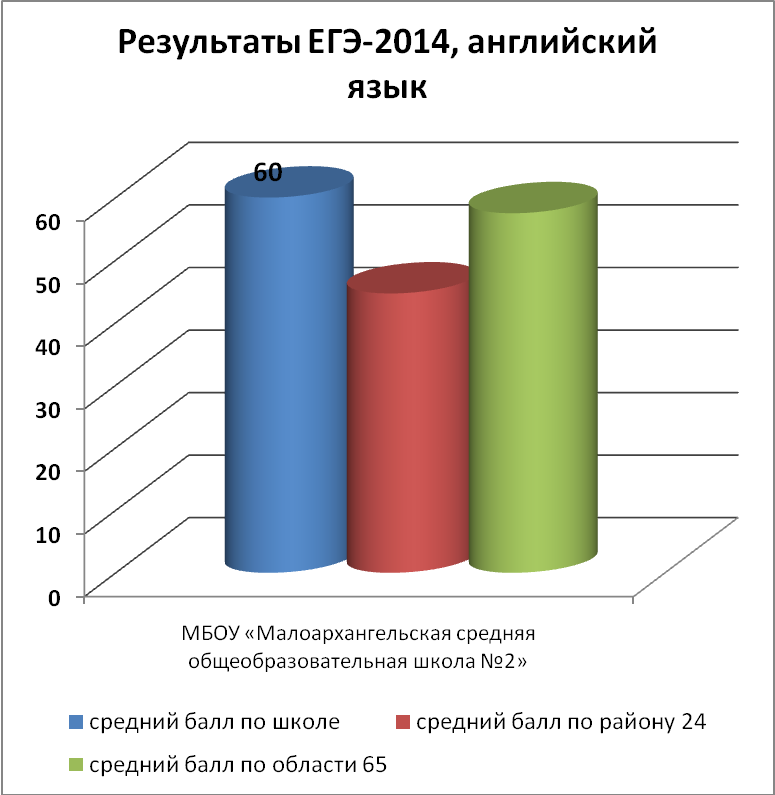 Результаты ЕГЭ-2014, английский
язык
60
60
50
40
30
20
10
0
МБОУ «Малоархангельская средняя
общеобразовательная школа №2»
средний балл по школе
средний балл по району 24
средний балл по области 65